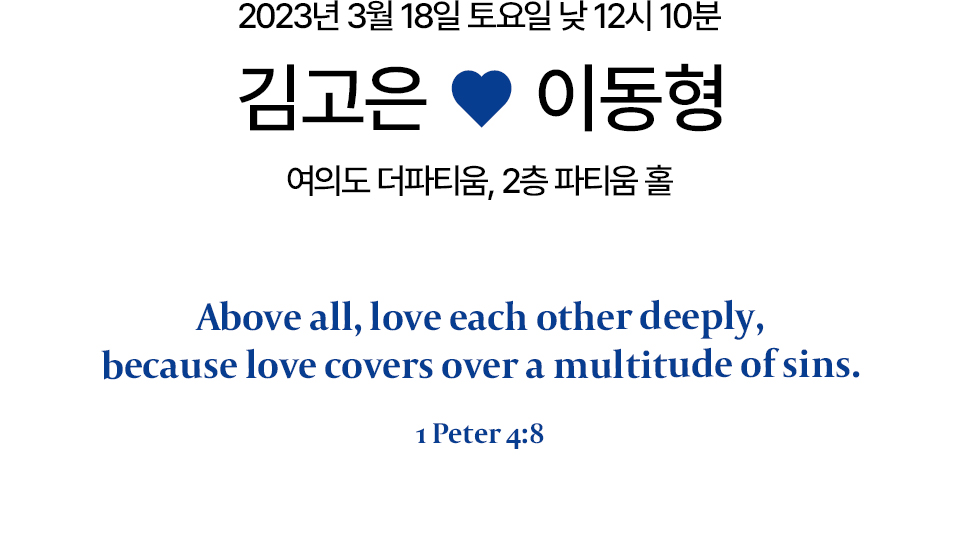 2023년 3월 18일 토요일 낮 12시 10분
김고은 ♥ 이동형
여의도 더파티움, 2층 파티움 홀
Above all, love each other deeply,
because love covers over a multitude of sins.
1 Peter 4:8